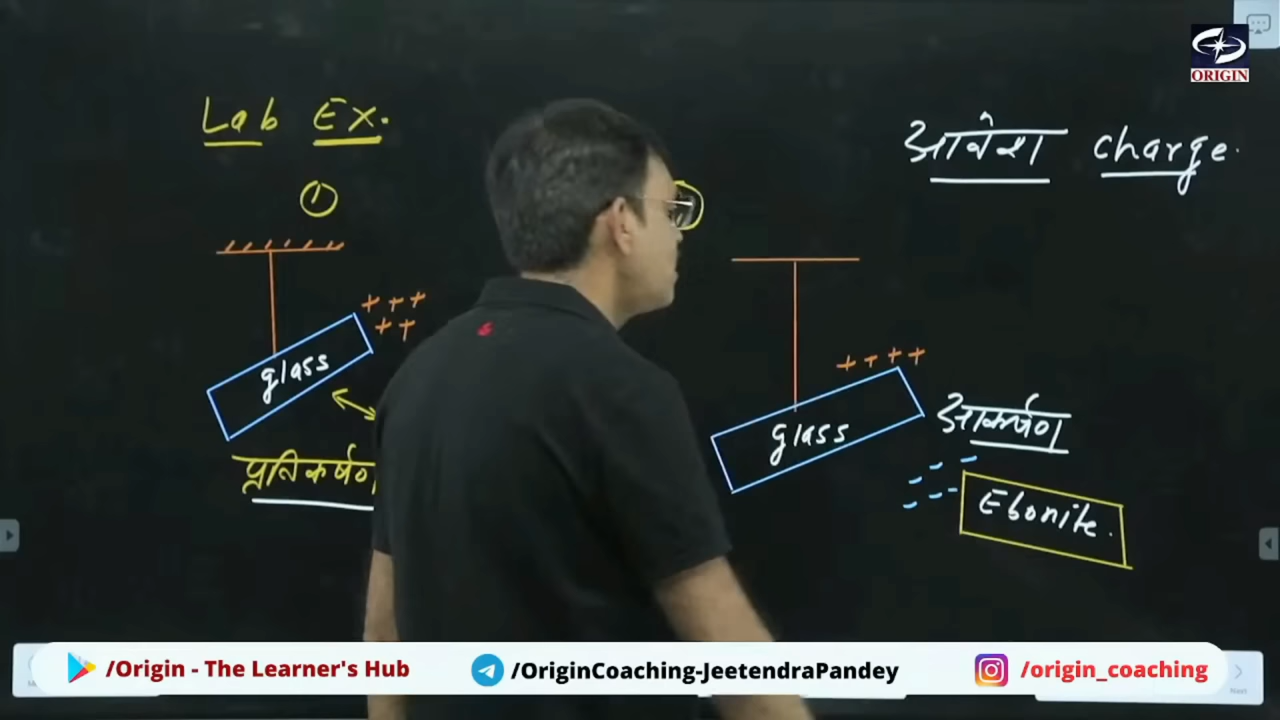 ORIGIN
Lab Ex.
आवेश charge.
1
+ + +
+ +
glass
प्रतिकर्षण
+ + + +
glass
आकर्षण
- - -
- - -
Ebonite.
/Origin - The Learner's Hub
/OriginCoaching-JeetendraPandey
/origin_coaching
Next